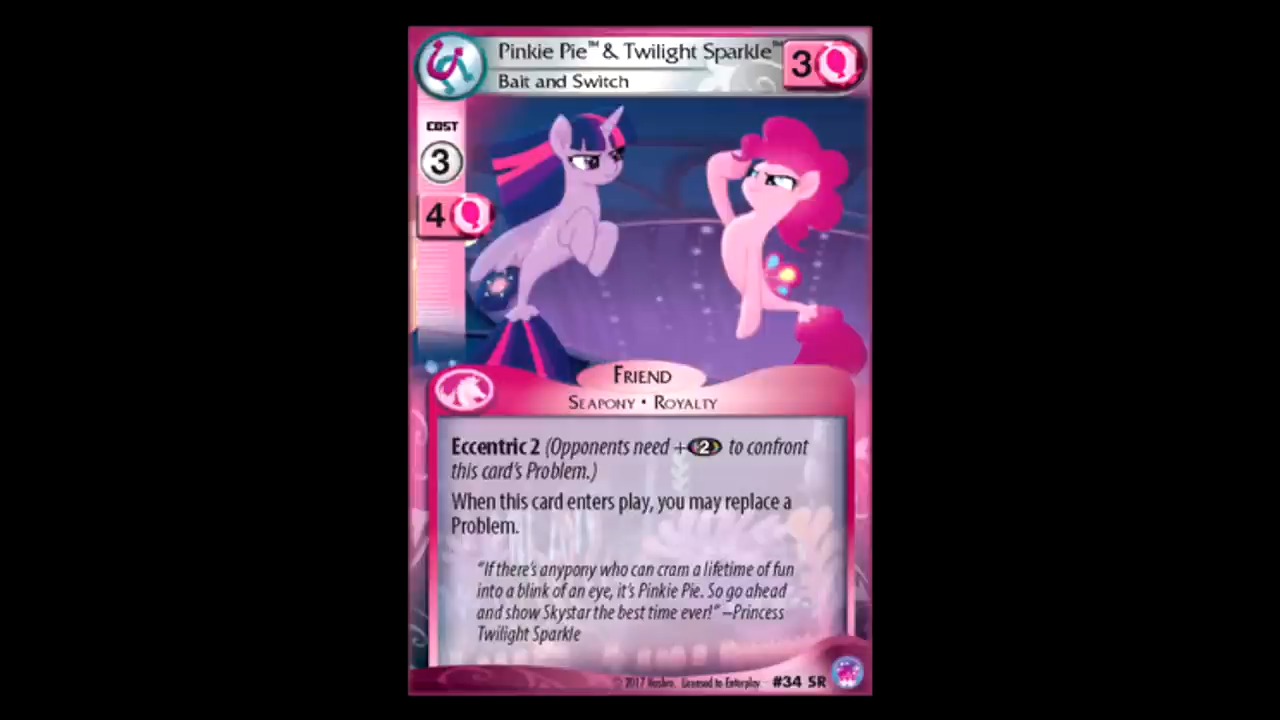 Pinkie Pie™ & Twilight Sparkle™
Bait and Switch
3
COST
3
4
FRIEND
SEAPONY • ROYALTY
Eccentric 2 (Opponents need +2 to confront
this card's Problem.)
When this card enters play, you may replace a
Problem.
"If there's anypony who can cram a lifetime of fun
into a blink of an eye, it's Pinkie Pie. So go ahead
and show Skystar the best time ever!" –Princess
Twilight Sparkle
© 2017 Hasbro. Licensed to Enterplay. #34 SR